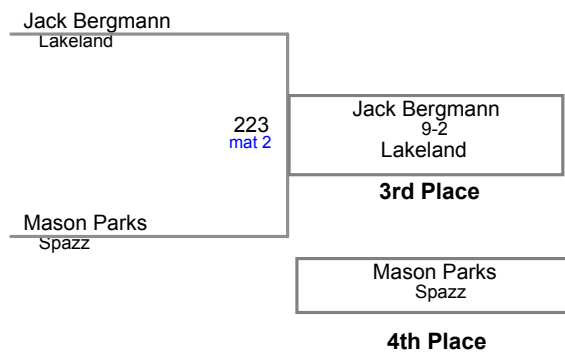 Jack Bergmann
Lakeland
223
mat 2
Jack Bergmann
9-2
Lakeland
3rd Place
Mason Parks
Spazz
Mason Parks
Spazz
4th Place